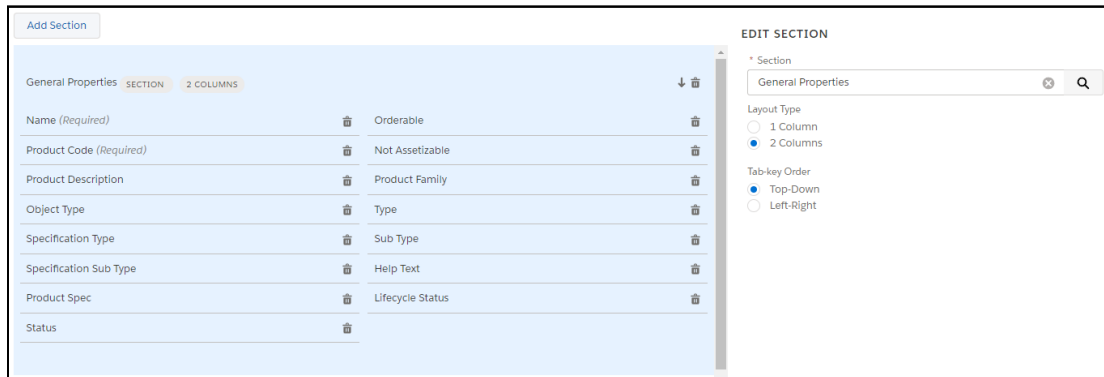 Add Section
General Properties SECTION 2 COLUMNS
Name (Required) Orderable
Product Code (Required) Not Assetizable
Product Description Product Family
Object Type Type
Specification Type Sub Type
Specification Sub Type Help Text
Product Spec Lifecycle Status
Status
EDIT SECTION
* Section
General Properties
Layout Type
1 Column
2 Columns
Tab-key Order
Top-Down
Left-Right